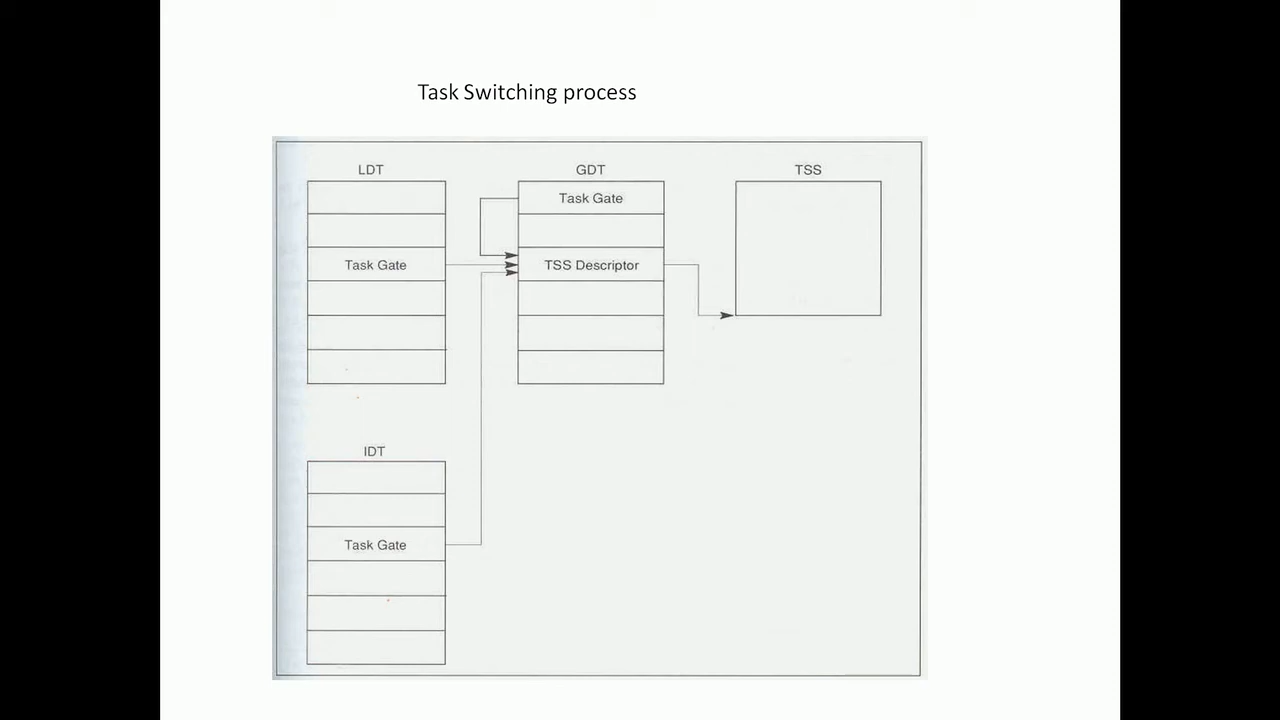 Task Switching process
LDT
GDT
TSS
Task Gate
Task Gate
TSS Descriptor
IDT
Task Gate